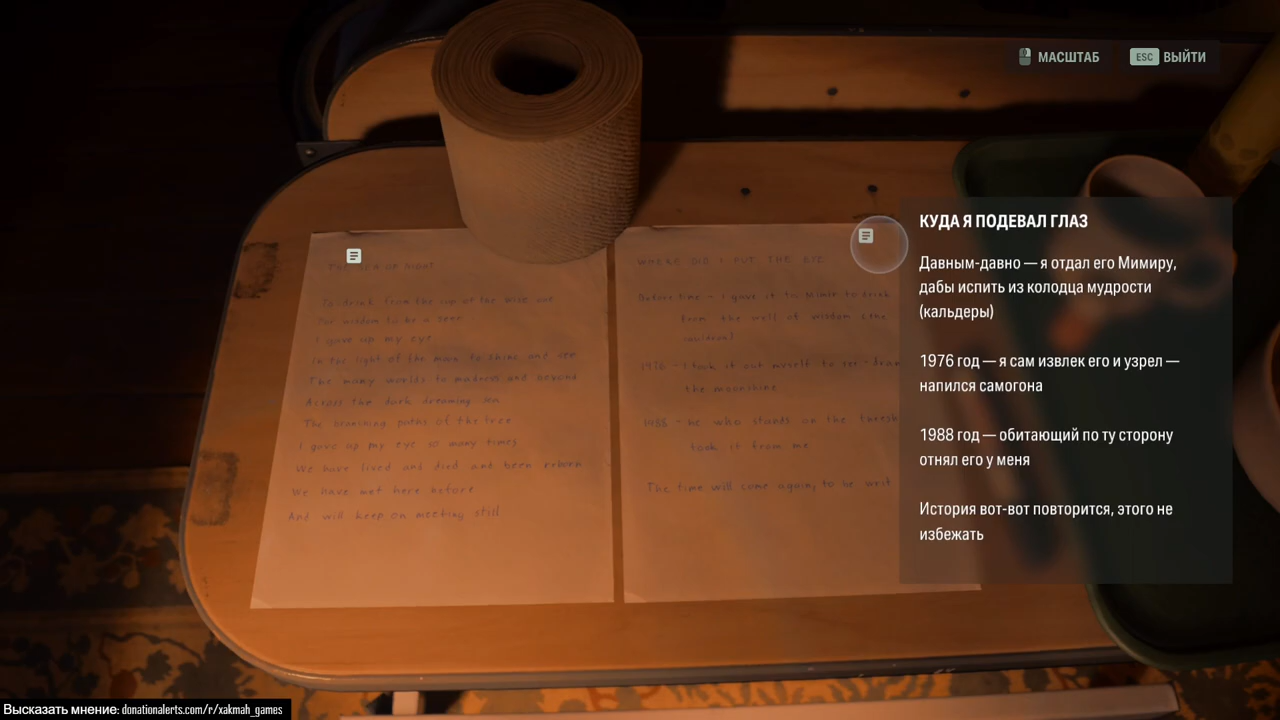 МАСШТАБ
ESC ВЫЙТИ
THE SEA OF NIGHT
To drink from the cup of the wise one
The wisdom to be a seer
I gave up my eye
In the light of the moon to shine and see
The many worlds to madness and beyond
Across the dark dreaming sea
The branching paths of the tree
I gave up my eye so many times
We have lived and died and been reborn
We have met here before
And will keep on meeting still
WHERE DID I PUT THE EYE
Before time - I gave it to Mimir to drink
from the well of wisdom (the
1976 - I took it out myself to see - drank
the moonshine
1988 - he who stands on the
took it from me
The time will come again, to be
КУДА Я ПОДЕВАЛ ГЛАЗ
Давным-давно — я отдал его Мимиру,
дабы испить из колодца мудрости
(кальдеры)
1976 год — я сам извлек его и узрел —
напился самогона
1988 год — обитающий по ту сторону
отнял его у меня
История вот-вот повторится, этого не
избежать
Высказать мнение: donationalerts.com/r/xakmah_games